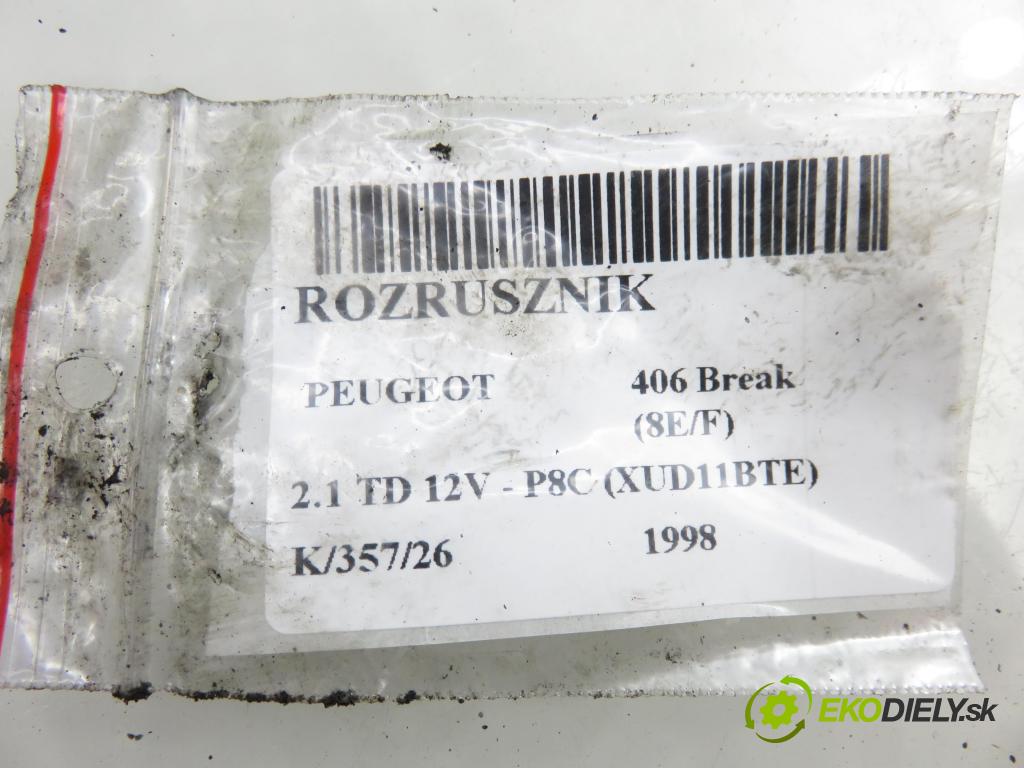 ROZRUSZNIK
PEUGEOT 406 Break
(8E/F)
2.1 TD 12V - P8C (XUD11BTE)
K/357/26 1998
EKODIELY.sk